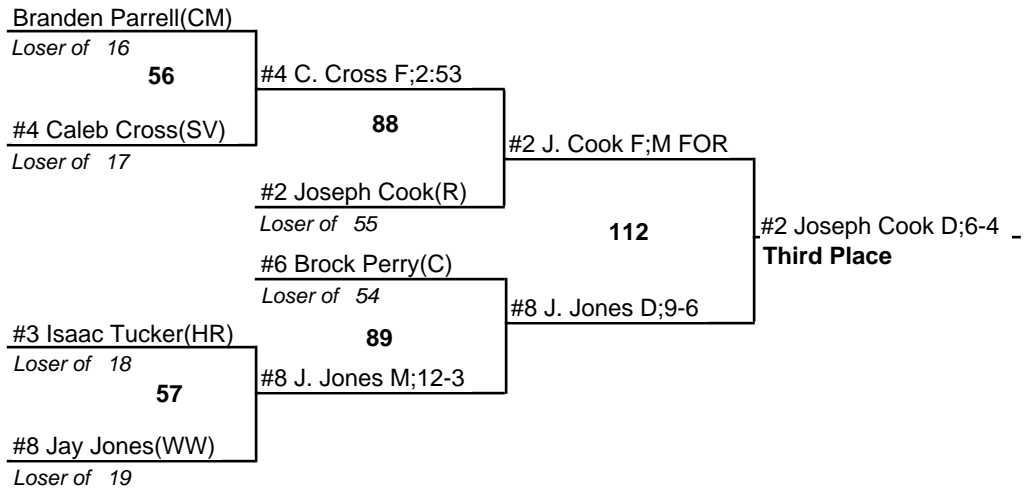 Branden Parrell(CM)
Loser of 16
56
#4 C. Cross F;2:53
#4 Caleb Cross(SV)
Loser of 17
88
#2 J. Cook F;M FOR
#2 Joseph Cook(R)
Loser of 55
112
#2 Joseph Cook D;6-4
Third Place
#6 Brock Perry(C)
Loser of 54
#8 J. Jones D;9-6
#3 Isaac Tucker(HR)
Loser of 18
89
57
#8 J. Jones M;12-3
#8 Jay Jones(WW)
Loser of 19